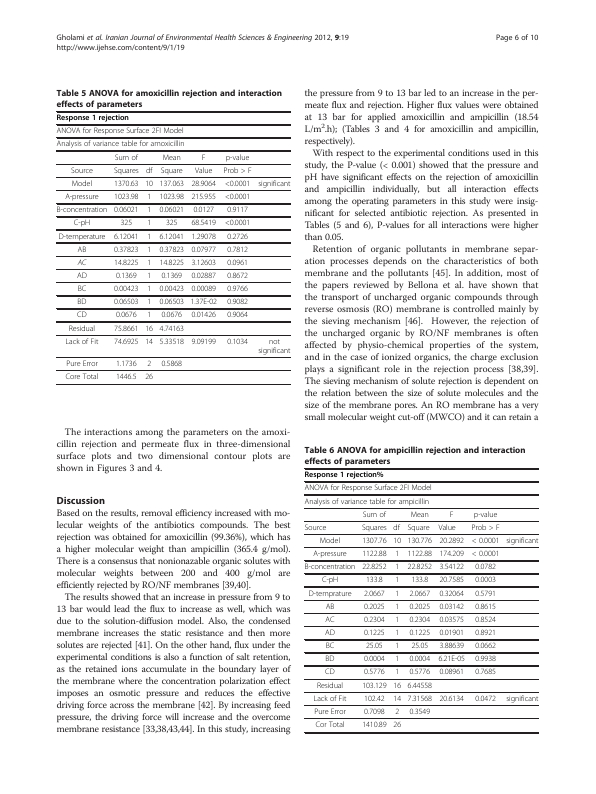 Gholami et al. Iranian Journal of Environmental Health Sciences & Engineering 2012, 9:19
http://www.ijehse.com/content/9/1/19
Page 6 of 10
Table 5 ANOVA for amoxicillin rejection and interaction
effects of parameters
Response 1 rejection
ANOVA for Response Surface 2FI Model
Analysis of variance table for amoxicillin
Sum of Mean F p-value
Source Squares df Square Value Prob > F
Model 1370.63 10 137.063 28.9064 <0.0001 significant
A-pressure 1023.98 1 1023.98 215.955 <0.0001
B-concentration 0.06021 1 0.06021 0.0127 0.9117
C-pH 325 1 325 68.5419 <0.0001
D-temperature 6.12041 1 6.12041 1.29078 0.2726
AB 0.37823 1 0.37823 0.07977 0.7812
AC 14.8225 1 14.8225 3.12603 0.0961
AD 0.1369 1 0.1369 0.02887 0.8672
BC 0.00423 1 0.00423 0.00089 0.9766
BD 0.06503 1 0.06503 1.37E-02 0.9082
CD 0.0676 1 0.0676 0.01426 0.9064
Residual 75.8661 16 4.74163
Lack of Fit 74.6925 14 5.33518 9.09199 0.1034 not
significant
Pure Error 1.1736 2 0.5868
Core Total 1446.5 26
The interactions among the parameters on the amoxi-
cillin rejection and permeate flux in three-dimensional
surface plots and two dimensional contour plots are
shown in Figures 3 and 4.
Discussion
Based on the results, removal efficiency increased with mo-
lecular weights of the antibiotics compounds. The best
rejection was obtained for amoxicillin (99.36%), which has
a higher molecular weight than ampicillin (365.4 g/mol).
There is a consensus that nonionazable organic solutes with
molecular weights between 200 and 400 g/mol are
efficiently rejected by RO/NF membranes [39,40].
The results showed that an increase in pressure from 9 to
13 bar would lead the flux to increase as well, which was
due to the solution-diffusion model. Also, the condensed
membrane increases the static resistance and then more
solutes are rejected [41]. On the other hand, flux under the
experimental conditions is also a function of salt retention,
as the retained ions accumulate in the boundary layer of
the membrane where the concentration polarization effect
imposes an osmotic pressure and reduces the effective
driving force across the membrane [42]. By increasing feed
pressure, the driving force will increase and the overcome
membrane resistance [33,38,43,44]. In this study, increasing
the pressure from 9 to 13 bar led to an increase in the per-
meate flux and rejection. Higher flux values were obtained
at 13 bar for applied amoxicillin and ampicillin (18.54
L/m².h); (Tables 3 and 4 for amoxicillin and ampicillin,
respectively).
With respect to the experimental conditions used in this
study, the P-value (< 0.001) showed that the pressure and
pH have significant effects on the rejection of amoxicillin
and ampicillin individually, but all interaction effects
among the operating parameters in this study were insig-
nificant for selected antibiotic rejection. As presented in
Tables (5 and 6), P-values for all interactions were higher
than 0.05.
Retention of organic pollutants in membrane separ-
ation processes depends on the characteristics of both
membrane and the pollutants [45]. In addition, most of
the papers reviewed by Bellona et al. have shown that
the transport of uncharged organic compounds through
reverse osmosis (RO) membrane is controlled mainly by
the sieving mechanism [46]. However, the rejection of
the uncharged organic by RO/NF membranes is often
affected by physio-chemical properties of the system,
and in the case of ionized organics, the charge exclusion
plays a significant role in the rejection process [38,39].
The sieving mechanism of solute rejection is dependent on
the relation between the size of solute molecules and the
size of the membrane pores. An RO membrane has a very
small molecular weight cut-off (MWCO) and it can retain a
Table 6 ANOVA for ampicillin rejection and interaction
effects of parameters
Response 1 rejection%
ANOVA for Response Surface 2FI Model
Analysis of variance table for ampicillin
Sum of Mean F p-value
Source Squares df Square Value Prob > F
Model 1307.76 10 130.776 20.2892 < 0.0001 significant
A-pressure 1122.88 1 1122.88 174.209 < 0.0001
B-concentration 22.8252 1 22.8252 3.54122 0.0782
C-pH 133.8 1 133.8 20.7585 0.0003
D-temprature 2.0667 1 2.0667 0.32064 0.5791
AB 0.2025 1 0.2025 0.03142 0.8615
AC 0.2304 1 0.2304 0.03575 0.8524
AD 0.1225 1 0.1225 0.01901 0.8921
BC 25.05 1 25.05 3.88639 0.0662
BD 0.0004 1 0.0004 6.21E-05 0.9938
CD 0.5776 1 0.5776 0.08961 0.7685
Residual 103.129 16 6.44558
Lack of Fit 102.42 14 7.31568 20.6134 0.0472 significant
Pure Error 0.7098 2 0.3549
Cor Total 1410.89 26